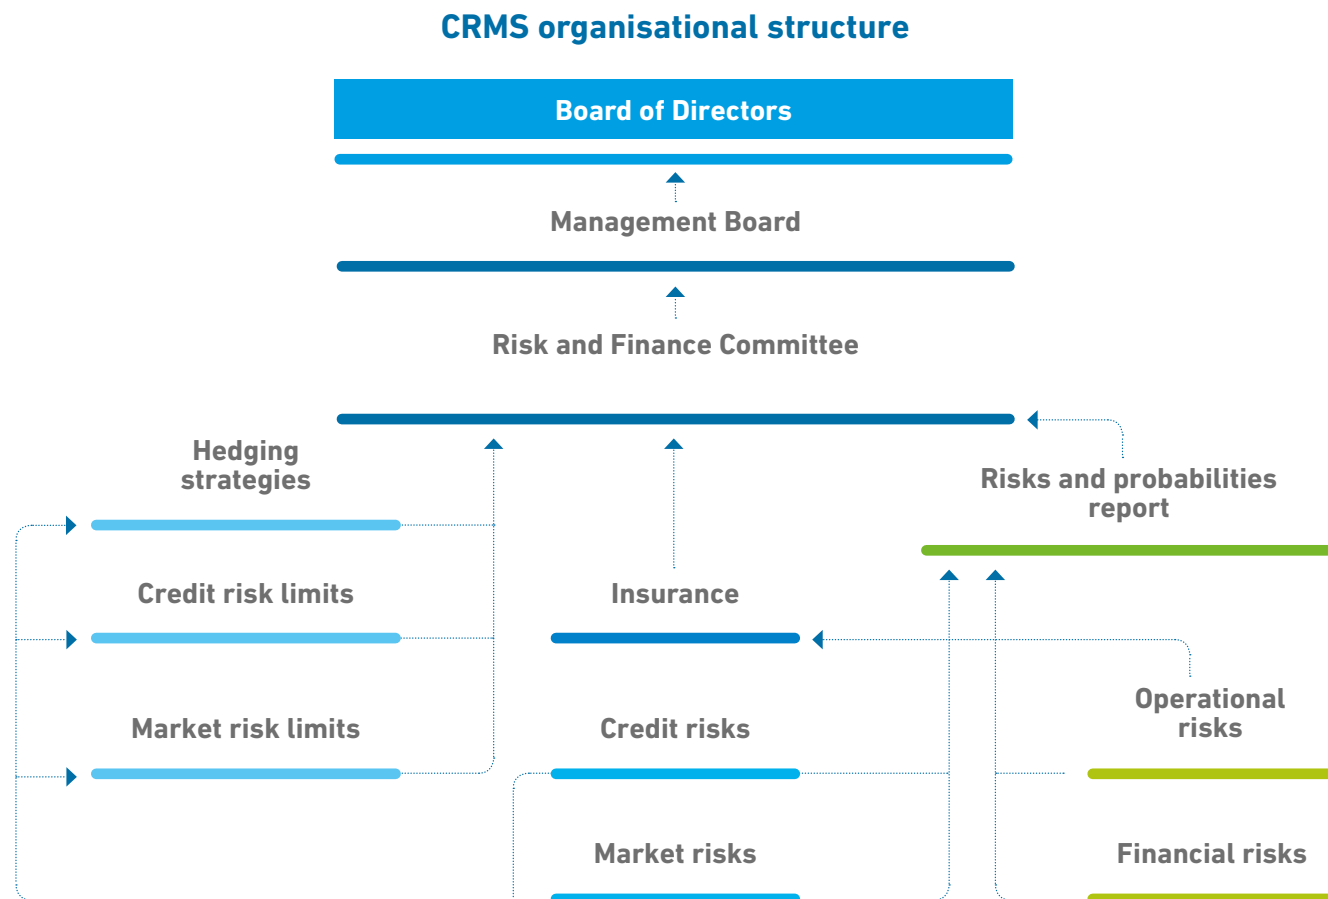 CRMS organisational structure
Board of Directors
Management Board
Risk and Finance Committee
Hedging
strategies
Risks and probabilities
report
Credit risk limits
Insurance
Operational
risks
Market risk limits
Credit risks
Market risks
Financial risks